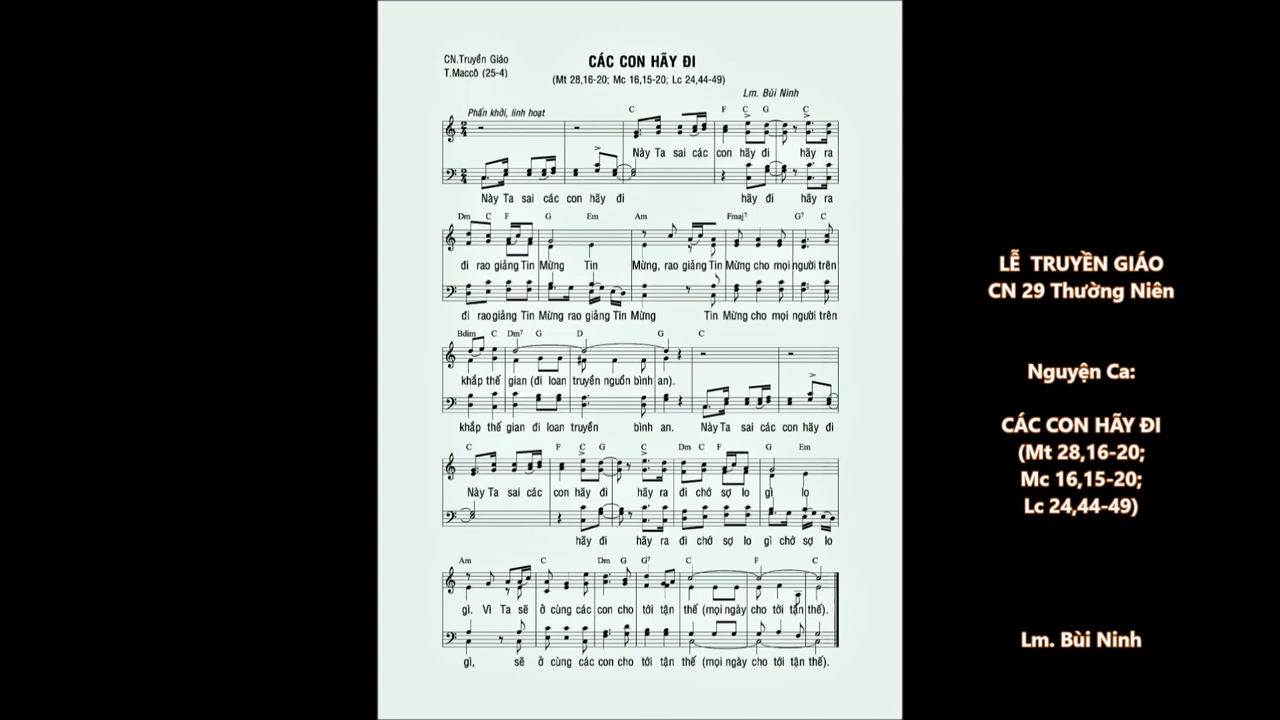 CN.Truyền Giáo
T.Maccô (25-4)
CÁC CON HÃY ĐI
(Mt 28,16-20; Mc 16,15-20; Lc 24,44-49)
Lm. Bùi Ninh
Phấn khởi, linh hoạt
C F C G C
Này Ta sai các con hãy đi hãy ra
Này Ta sai các con hãy đi hãy đi hãy ra
Dm C F G Em Am Fmaj7 G7 C
đi rao giảng Tin Mừng Tin Mừng, rao giảng Tin Mừng cho mọi người trên
đi rao giảng Tin Mừng rao giảng Tin Mừng Tin Mừng cho mọi người trên
Bdim C Dm7 G D G C
khắp thế gian (đi loan truyền nguồn bình an).
khắp thế gian đi loan truyền bình an. Này Ta sai các con hãy đi
C F C G C Dm C F G Em
Này Ta sai các con hãy đi hãy ra đi chớ sợ lo gì lo
hãy đi hãy ra đi chớ sợ lo gì chớ sợ lo
Am C Dm G G7 C F C
gì. Vì Ta sẽ ở cùng các con cho tới tận thế (mọi ngày cho tới tận thế).
gì, sẽ ở cùng các con cho tới tận thế (mọi ngày cho tới tận thế).
LỄ TRUYỀN GIÁO
CN 29 Thường Niên
Nguyện Ca:
CÁC CON HÃY ĐI
(Mt 28,16-20;
Mc 16,15-20;
Lc 24,44-49)
Lm. Bùi Ninh